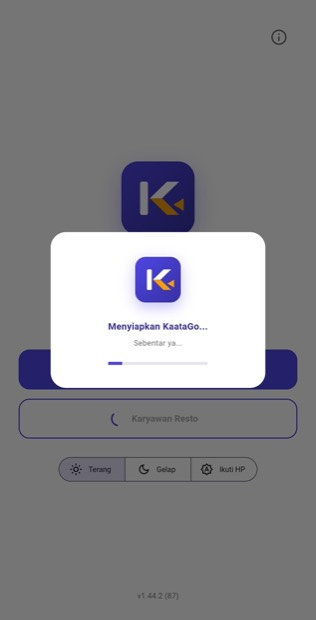 Menyiapkan KaataGo...
Sebentar ya...
Karyawan Resto
Terang
Gelap
Ikuti HP
v1.44.2 (87)